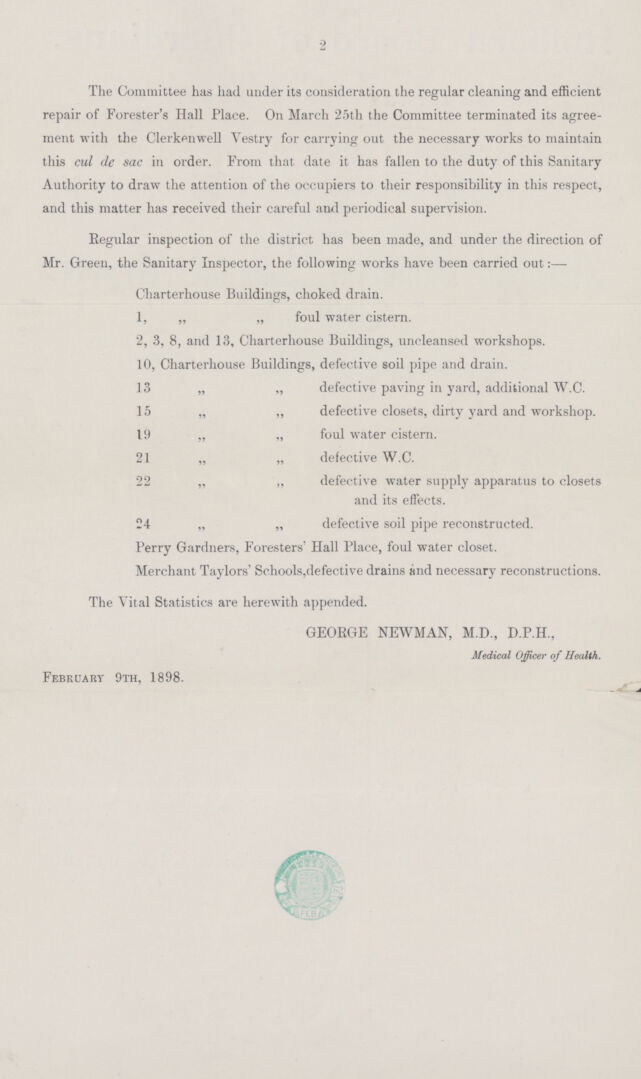 2
The Committee has had under its consideration the regular cleaning and efficient
repair of Forester's Hall Place. On March 25th the Committee terminated its agree-
ment with the Clerkenwell Vestry for carrying out the necessary works to maintain
this cul de sac in order. From that date it has fallen to the duty of this Sanitary
Authority to draw the attention of the occupiers to their responsibility in this respect,
and this matter has received their careful and periodical supervision.
Regular inspection of the district has been made, and under the direction of
Mr. Green, the Sanitary Inspector, the following works have been carried out :—
Charterhouse Buildings, choked drain.
1, „ „ foul water cistern.
2, 3, 8, and 13, Charterhouse Buildings, uncleansed workshops.
10, Charterhouse Buildings, defective soil pipe and drain.
13 „ „ defective paving in yard, additional W.C.
15 „ „ defective closets, dirty yard and workshop.
19 „ „ foul water cistern.
21 „ „ defective W.C.
22 „ „ defective water supply apparatus to closets
and its effects.
24 „ „ defective soil pipe reconstructed.
Perry Gardners, Foresters' Hall Place, foul water closet.
Merchant Taylors' Schools,defective drains and necessary reconstructions.
The Vital Statistics are herewith appended.
GEORGE NEWMAN, M.D., D.P.H.,
Medical Officer of Health.
FEBRUARY 9TH, 1898.